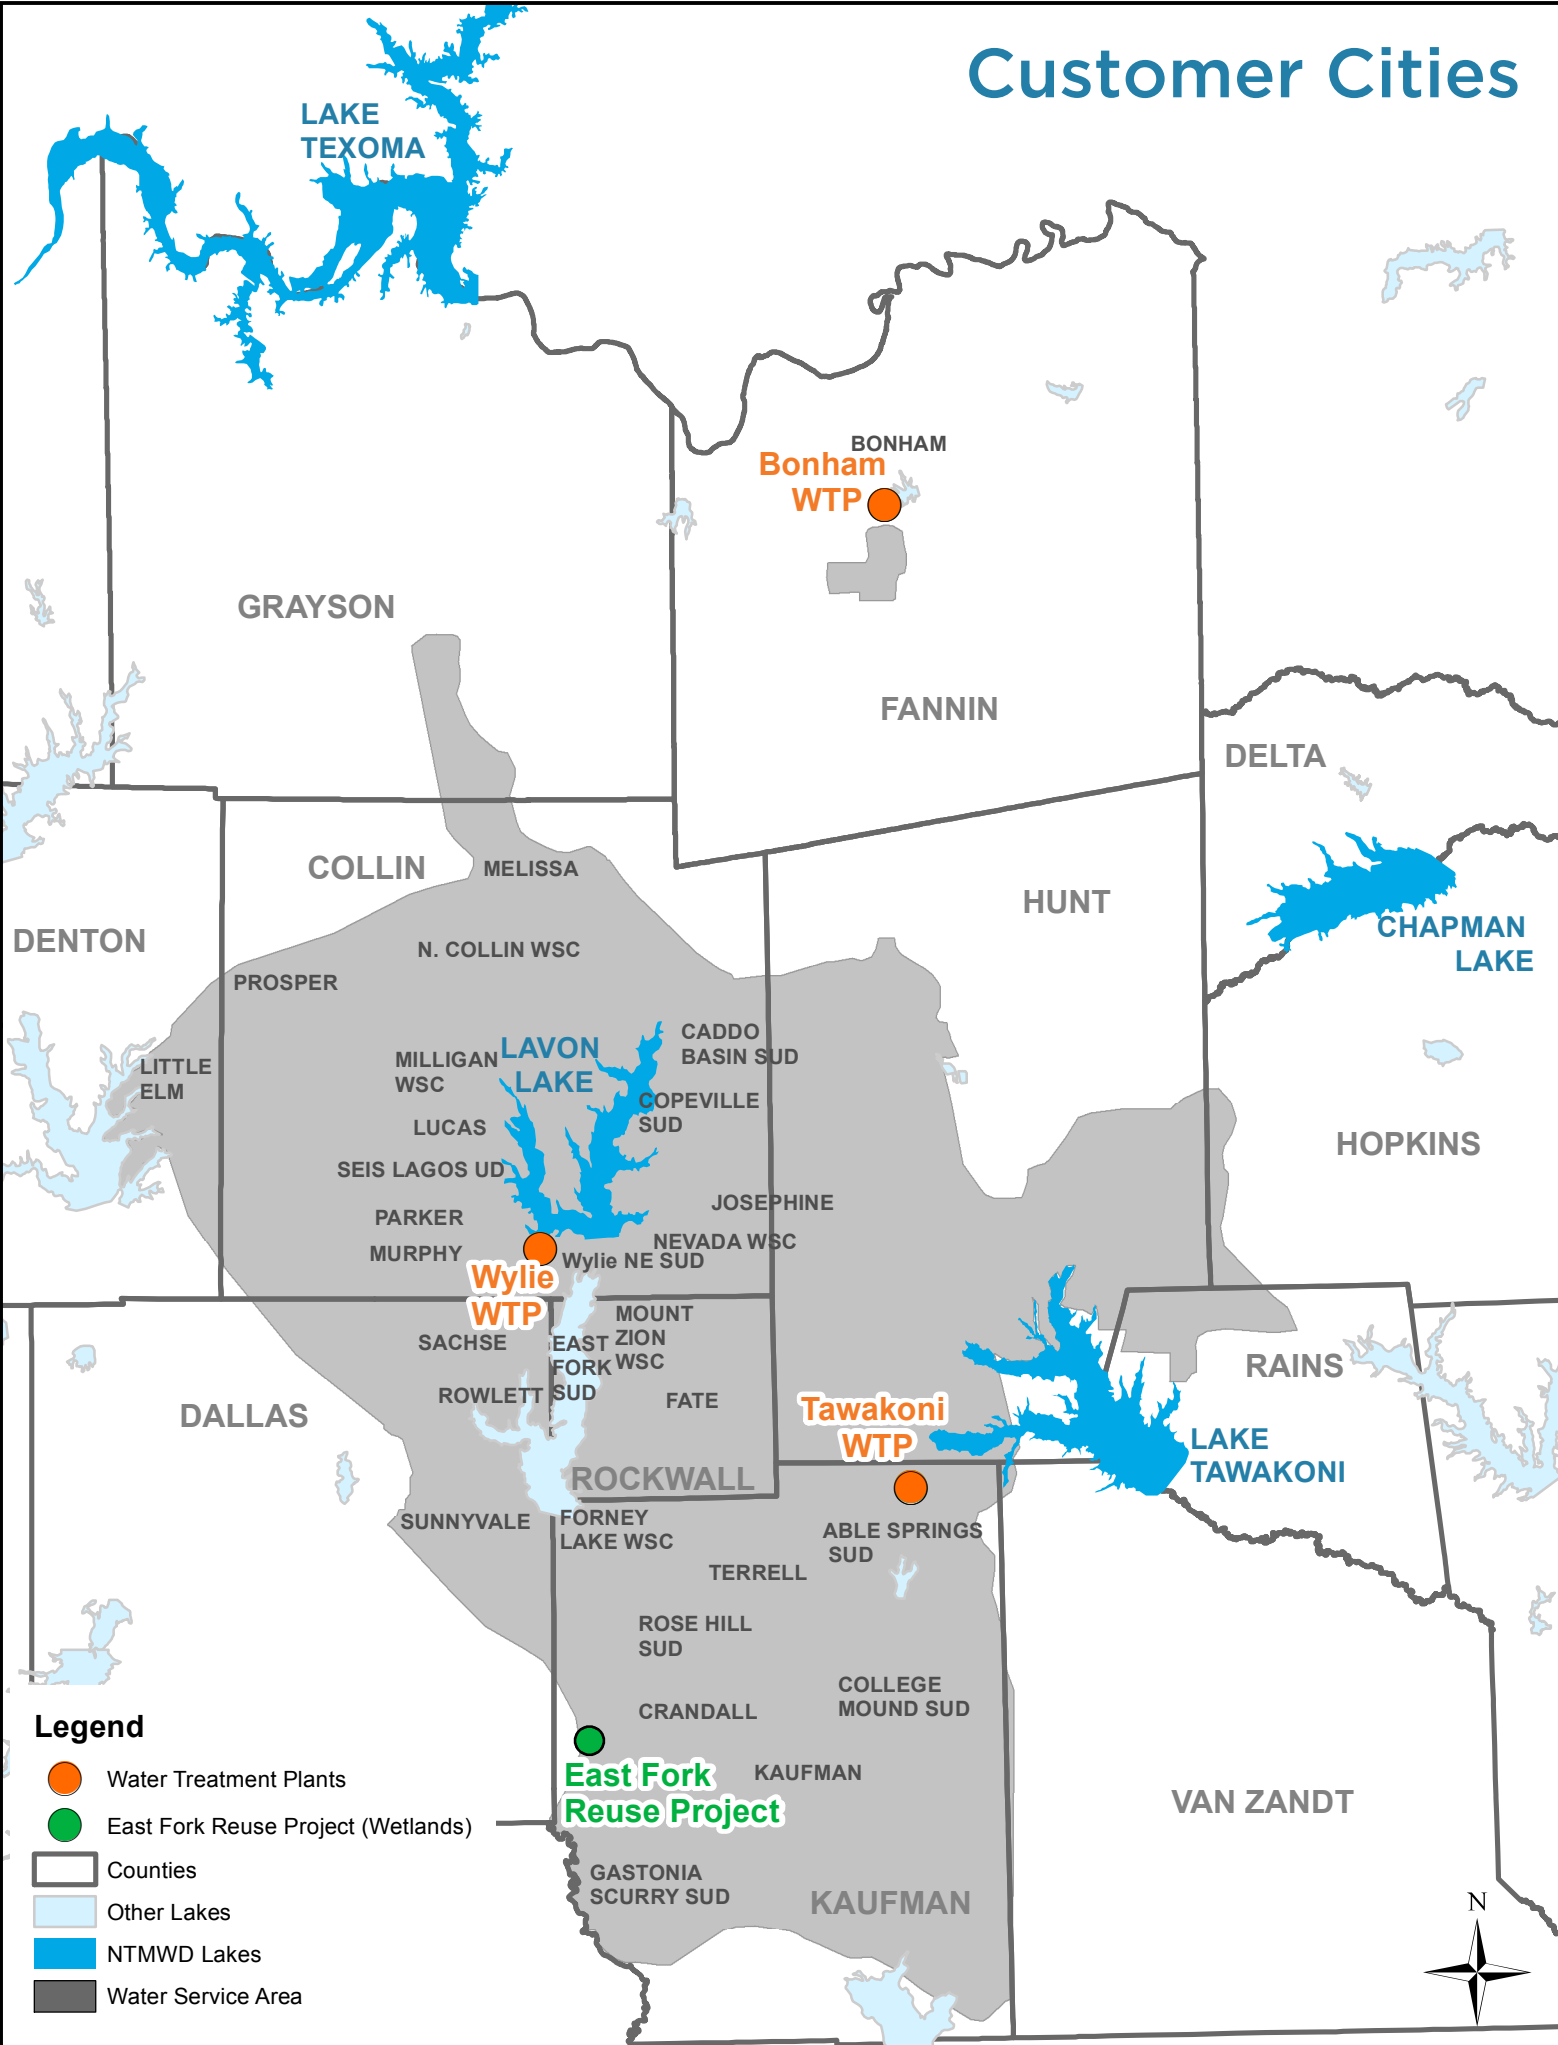 Customer Cities
LAKE
TEXOMA
BONHAM
Bonham
WTP
GRAYSON
FANNIN
DELTA
COLLIN
MELISSA
HUNT
CHAPMAN
LAKE
DENTON
N. COLLIN WSC
PROSPER
LITTLE
ELM
MILLIGAN
WSC
LAVON
LAKE
CADDO
BASIN SUD
COPEVILLE
SUD
LUCAS
HOPKINS
SEIS LAGOS UD
JOSEPHINE
PARKER
MURPHY
NEVADA WSC
Wylie NE SUD
Wylie
WTP
SACHSE
EAST
FORK
SUD
MOUNT
ZION
WSC
RAINS
ROWLETT
FATE
DALLAS
Tawakoni
WTP
LAKE
TAWAKONI
ROCKWALL
SUNNYVALE
FORNEY
LAKE WSC
ABLE SPRINGS
SUD
TERRELL
ROSE HILL
SUD
COLLEGE
MOUND SUD
CRANDALL
East Fork
Reuse Project
KAUFMAN
VAN ZANDT
GASTONIA
SCURRY SUD
KAUFMAN
N
Legend
Water Treatment Plants
East Fork Reuse Project (Wetlands)
Counties
Other Lakes
NTMWD Lakes
Water Service Area